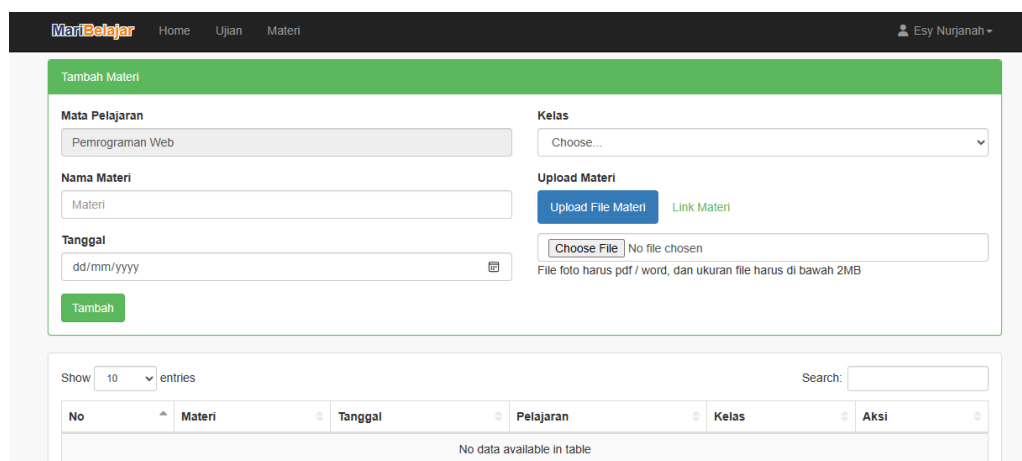 MariBelajar Home Ujian Materi Esy Nurjanah
Tambah Materi
Mata Pelajaran
Pemrograman Web
Kelas
Choose...
Nama Materi
Materi
Upload Materi
Upload File Materi Link Materi
Tanggal
dd/mm/yyyy
Choose File No file chosen
File foto harus pdf / word, dan ukuran file harus di bawah 2MB
Tambah
Show 10 entries Search:
No Materi Tanggal Pelajaran Kelas Aksi
No data available in table